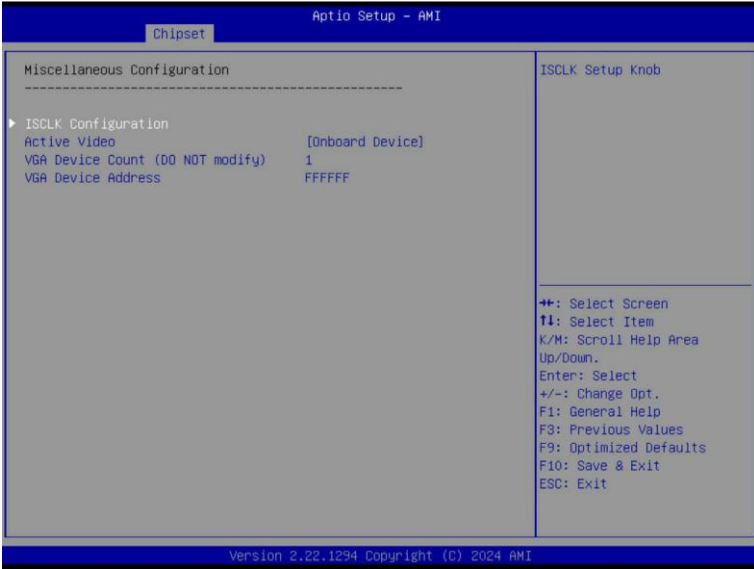 Aptio Setup – AMI
Chipset
Miscellaneous Configuration
--------------------------------------------------
ISCLK Configuration
Active Video [Onboard Device]
VGA Device Count (DO NOT modify) 1
VGA Device Address FFFFFF
ISCLK Setup Knob
→←: Select Screen
↑↓: Select Item
K/M: Scroll Help Area
Up/Down.
Enter: Select
+/-: Change Opt.
F1: General Help
F3: Previous Values
F9: Optimized Defaults
F10: Save & Exit
ESC: Exit
Version 2.22.1294 Copyright (C) 2024 AMI